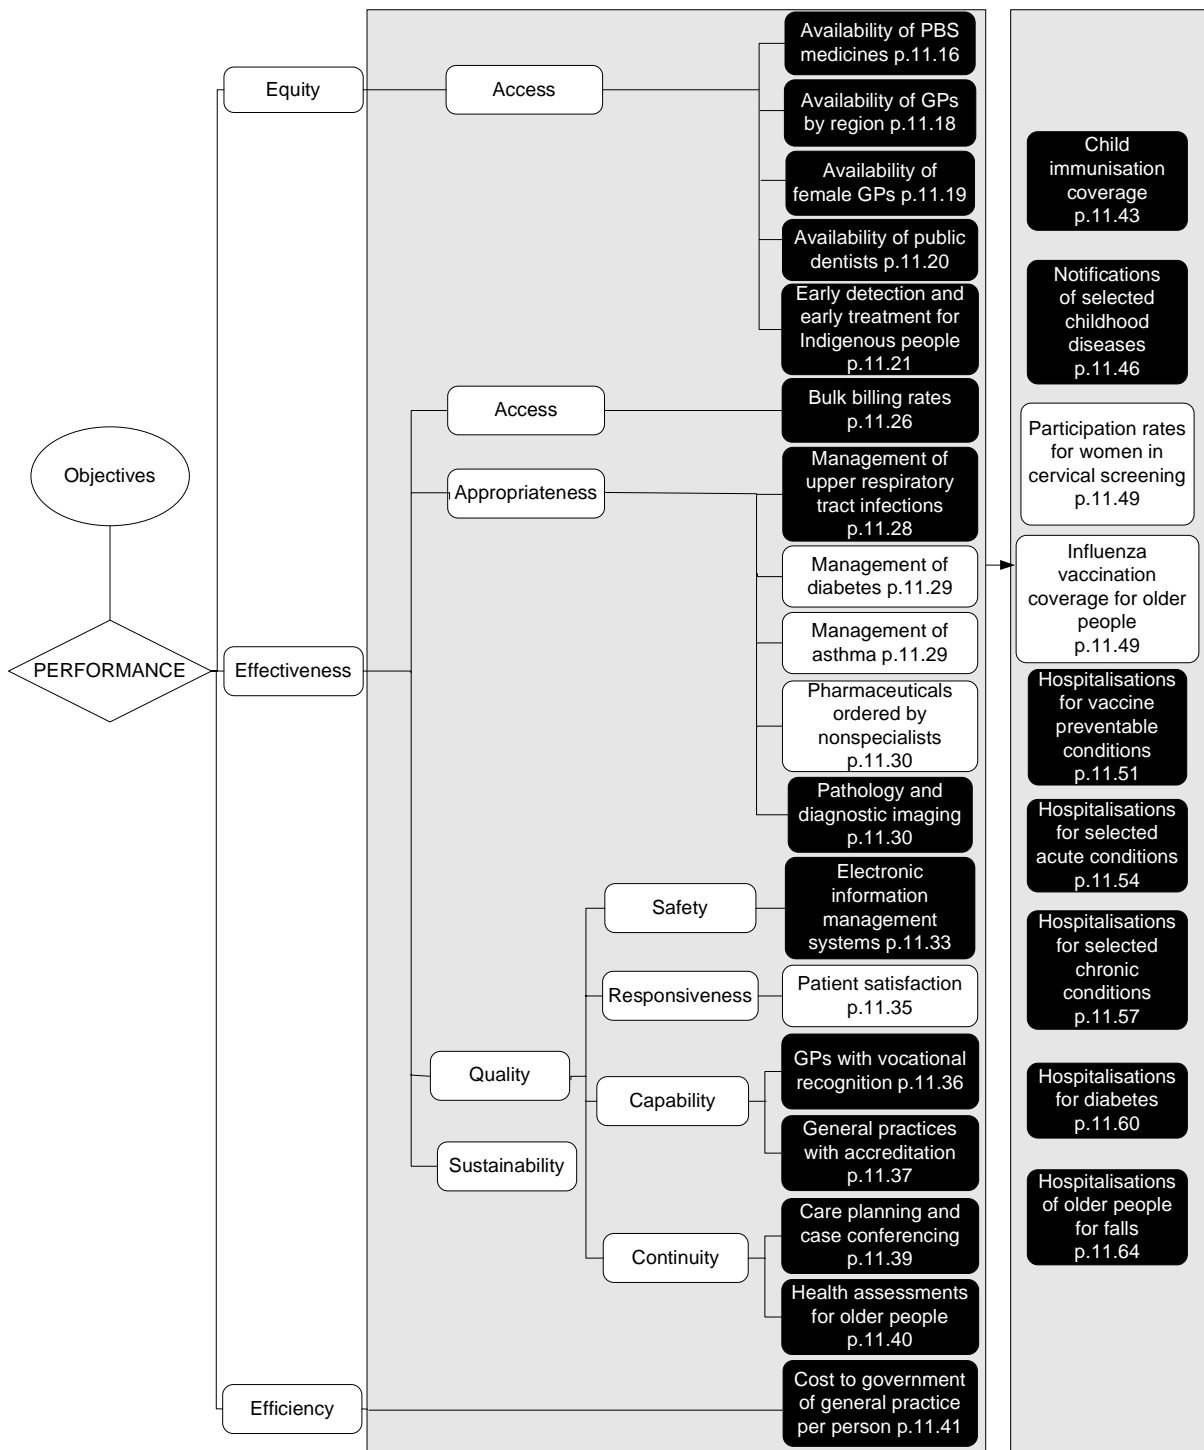 Objectives
PERFORMANCE
Equity
Effectiveness
Efficiency
Access
Access
Appropriateness
Quality
Sustainability
Safety
Responsiveness
Capability
Continuity
Availability of PBS
medicines p.11.16
Availability of GPs
by region p.11.18
Availability of
female GPs p.11.19
Availability of public
dentists p.11.20
Early detection and
early treatment for
Indigenous people
p.11.21
Bulk billing rates
p.11.26
Management of
upper respiratory
tract infections
p.11.28
Management of
diabetes p.11.29
Management of
asthma p.11.29
Pharmaceuticals
ordered by
nonspecialists
p.11.30
Pathology and
diagnostic imaging
p.11.30
Electronic
information
management
systems p.11.33
Patient satisfaction
p.11.35
GPs with vocational
recognition p.11.36
General practices
with accreditation
p.11.37
Care planning and
case conferencing
p.11.39
Health assessments
for older people
p.11.40
Cost to government
of general practice
per person p.11.41
Child
immunisation
coverage
p.11.43
Notifications
of selected
childhood
diseases
p.11.46
Participation rates
for women in
cervical screening
p.11.49
Influenza
vaccination
coverage for older
people
p.11.49
Hospitalisations
for vaccine
preventable
conditions
p.11.51
Hospitalisations
for selected
acute conditions
p.11.54
Hospitalisations
for selected
chronic
conditions
p.11.57
Hospitalisations
for diabetes
p.11.60
Hospitalisations
of older people
for falls
p.11.64